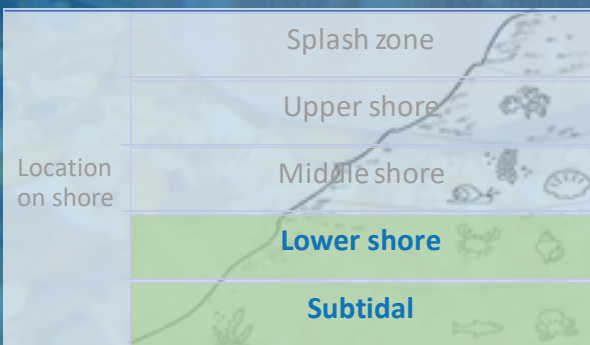 Splash zone
Upper shore
Middle shore
Location
on shore
Lower shore
Subtidal